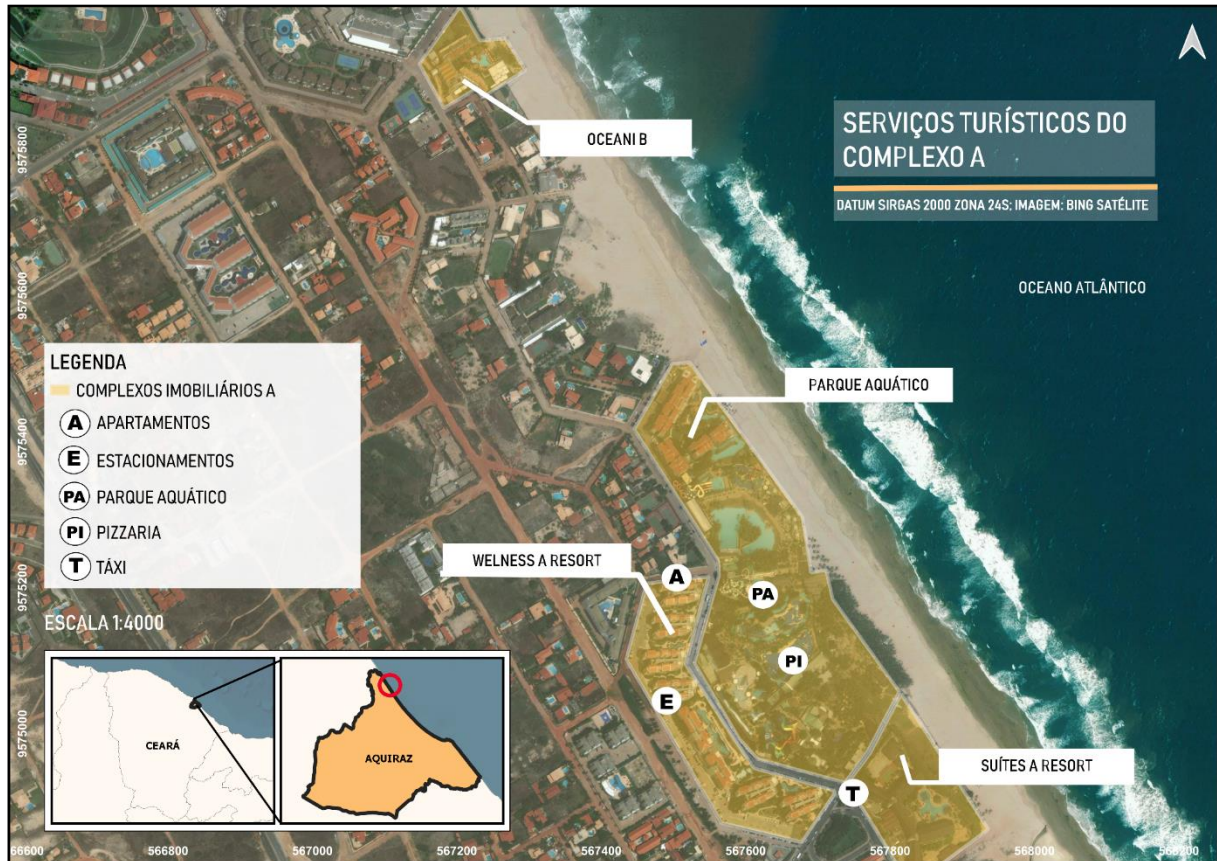 OCEANI B
SERVIÇOS TURÍSTICOS DO
COMPLEXO A
DATUM SIRGAS 2000 ZONA 24S; IMAGEM: BING SATÉLITE
OCEANO ATLÂNTICO
PARQUE AQUÁTICO
WELNESS A RESORT
SUÍTES A RESORT
A
E
PA
PI
T
LEGENDA
COMPLEXOS IMOBILIÁRIOS A
A APARTAMENTOS
E ESTACIONAMENTOS
PA PARQUE AQUÁTICO
PI PIZZARIA
T TÁXI
ESCALA 1:4000
CEARÁ
AQUIRAZ
9575800
9575600
9575400
9575200
9575000
66600
566800
567000
567200
567400
567600
567800
568000
568200